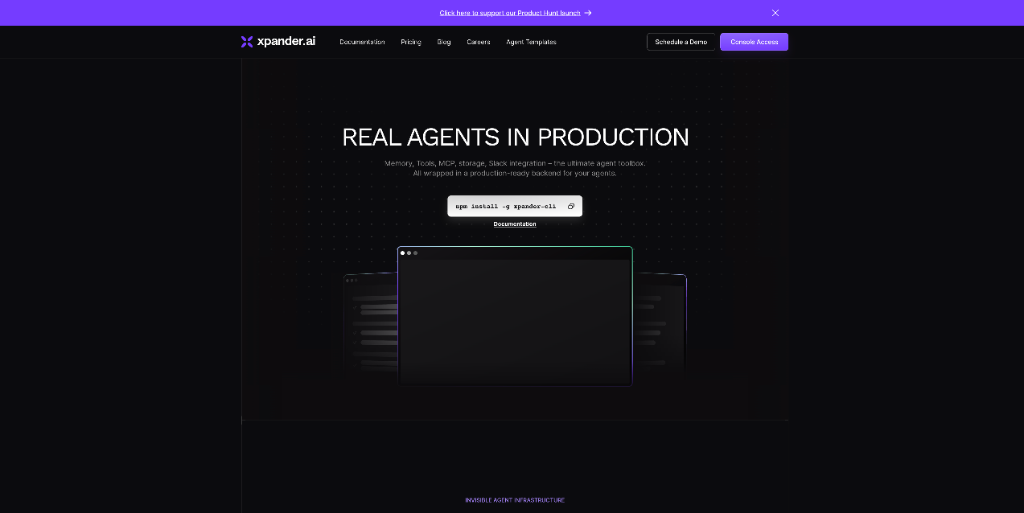 Click here to support our Product Hunt launch →
xpander.ai
Documentation
Pricing
Blog
Careers
Agent Templates
Schedule a Demo
Console Access
REAL AGENTS IN PRODUCTION
Memory, Tools, MCP, storage, Slack integration – the ultimate agent toolbox.
All wrapped in a production-ready backend for your agents.
npm install -g xpander-cli
Documentation
INVISIBLE AGENT INFRASTRUCTURE